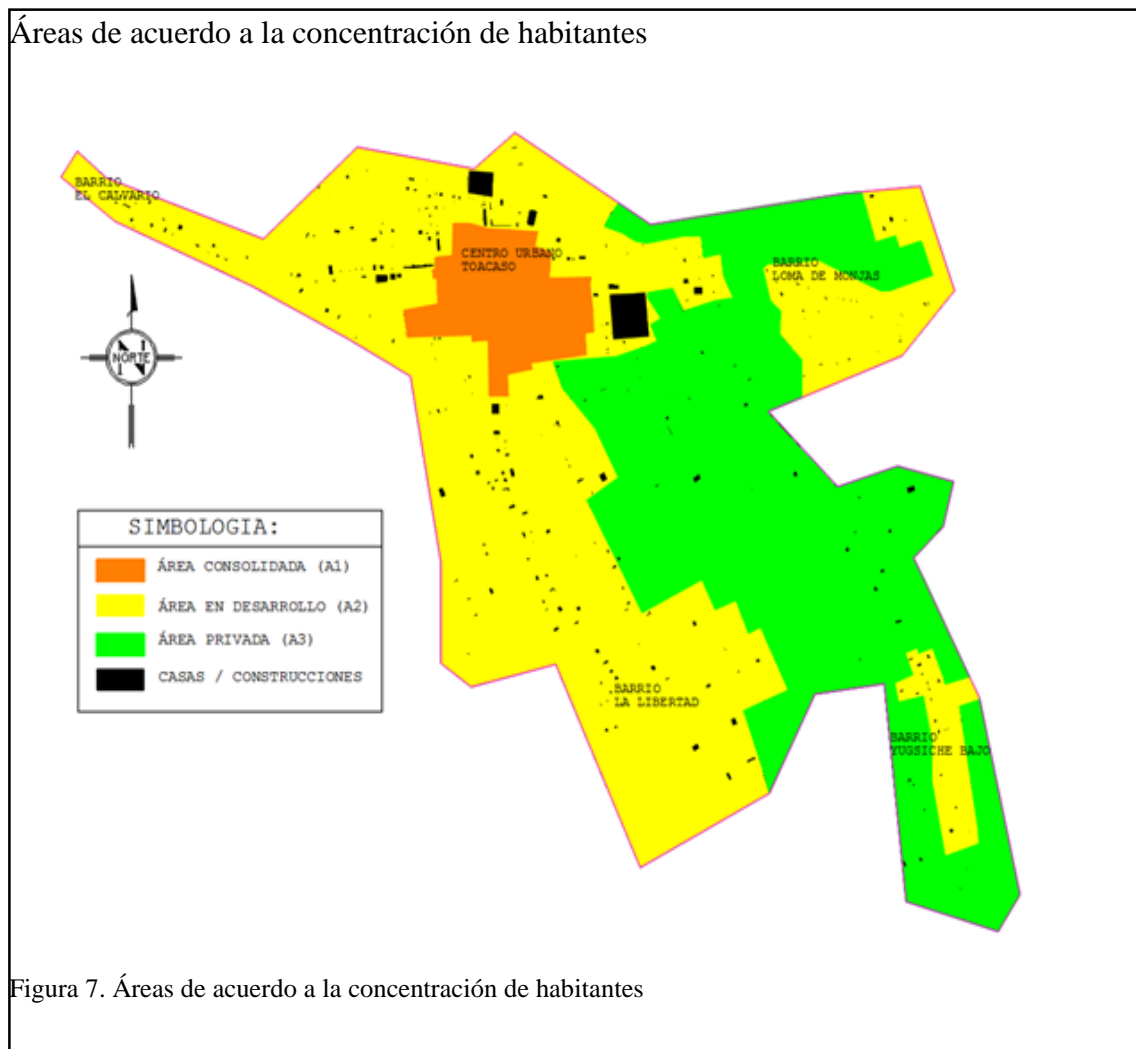 Áreas de acuerdo a la concentración de habitantes
BARRIO
EL CALVARIO
CENTRO URBANO
TOACASO
BARRIO
LOMA DE MONJAS
NORTE
SIMBOLOGIA:
ÁREA CONSOLIDADA (A1)
ÁREA EN DESARROLLO (A2)
ÁREA PRIVADA (A3)
CASAS / CONSTRUCCIONES
BARRIO
LA LIBERTAD
BARRIO
YUGSICHE BAJO
Figura 7. Áreas de acuerdo a la concentración de habitantes